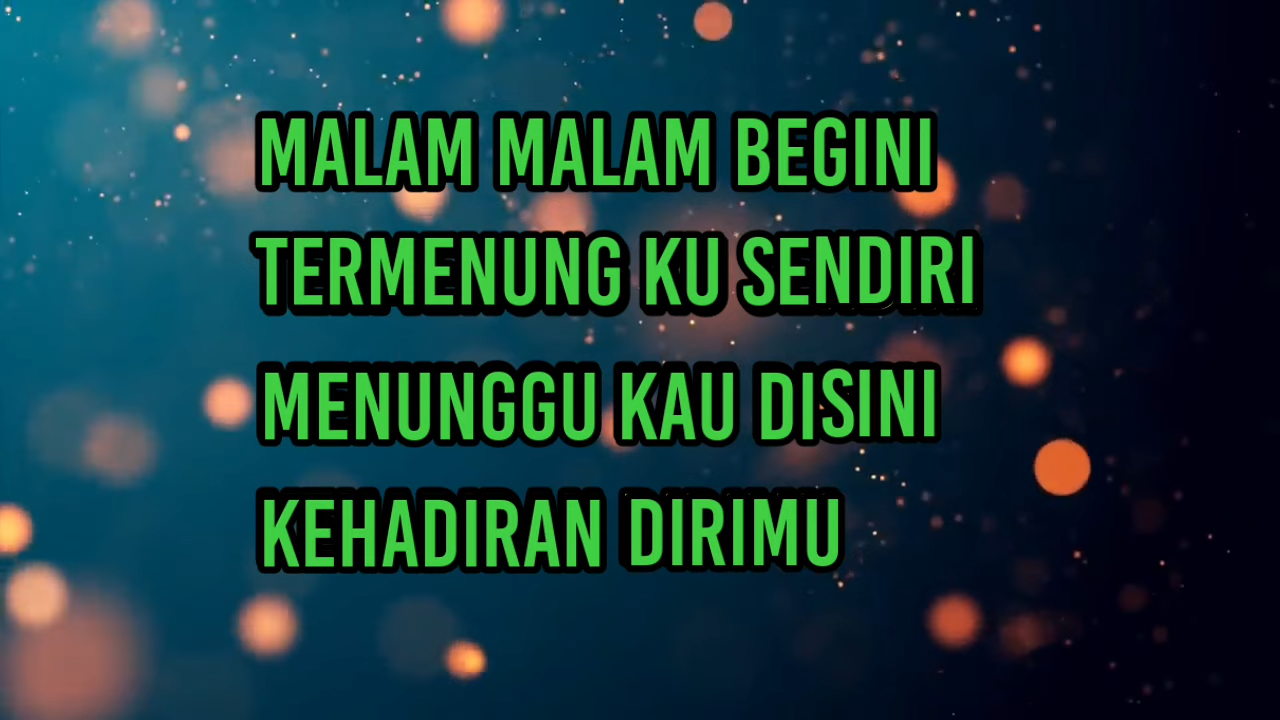 MALAM MALAM BEGINI
TERMENUNG KU SENDIRI
MENUNGGU KAU DISINI
KEHADIRAN DIRIMU